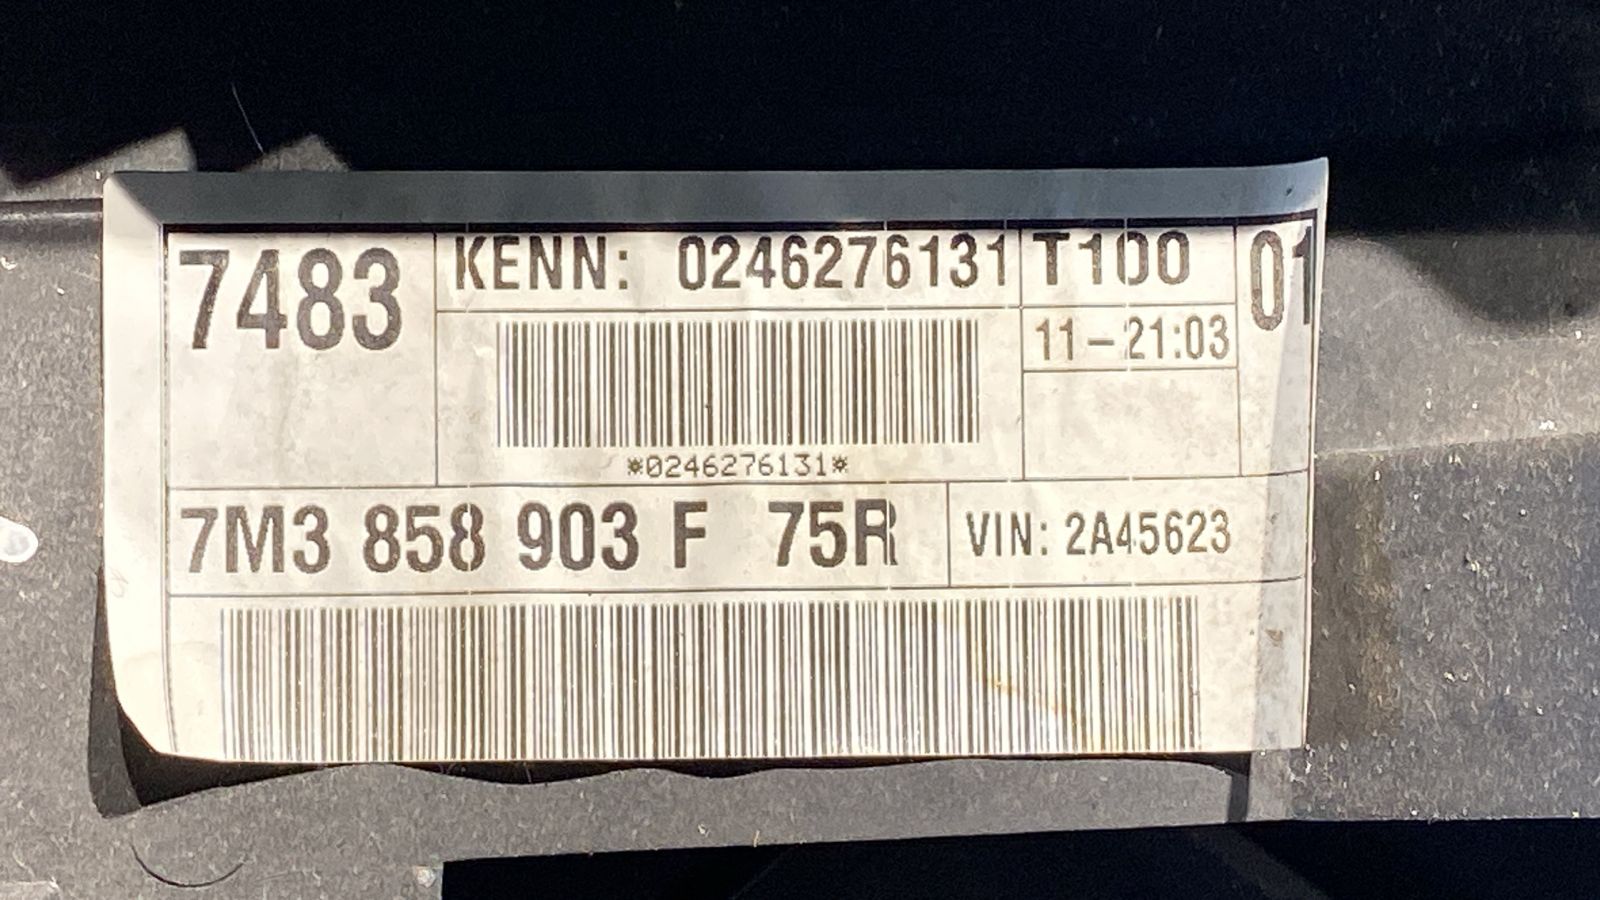 7483
KENN: 0246276131
T100
01
11-21:03
*0246276131*
7M3 858 903 F 75R
VIN: 2A45623